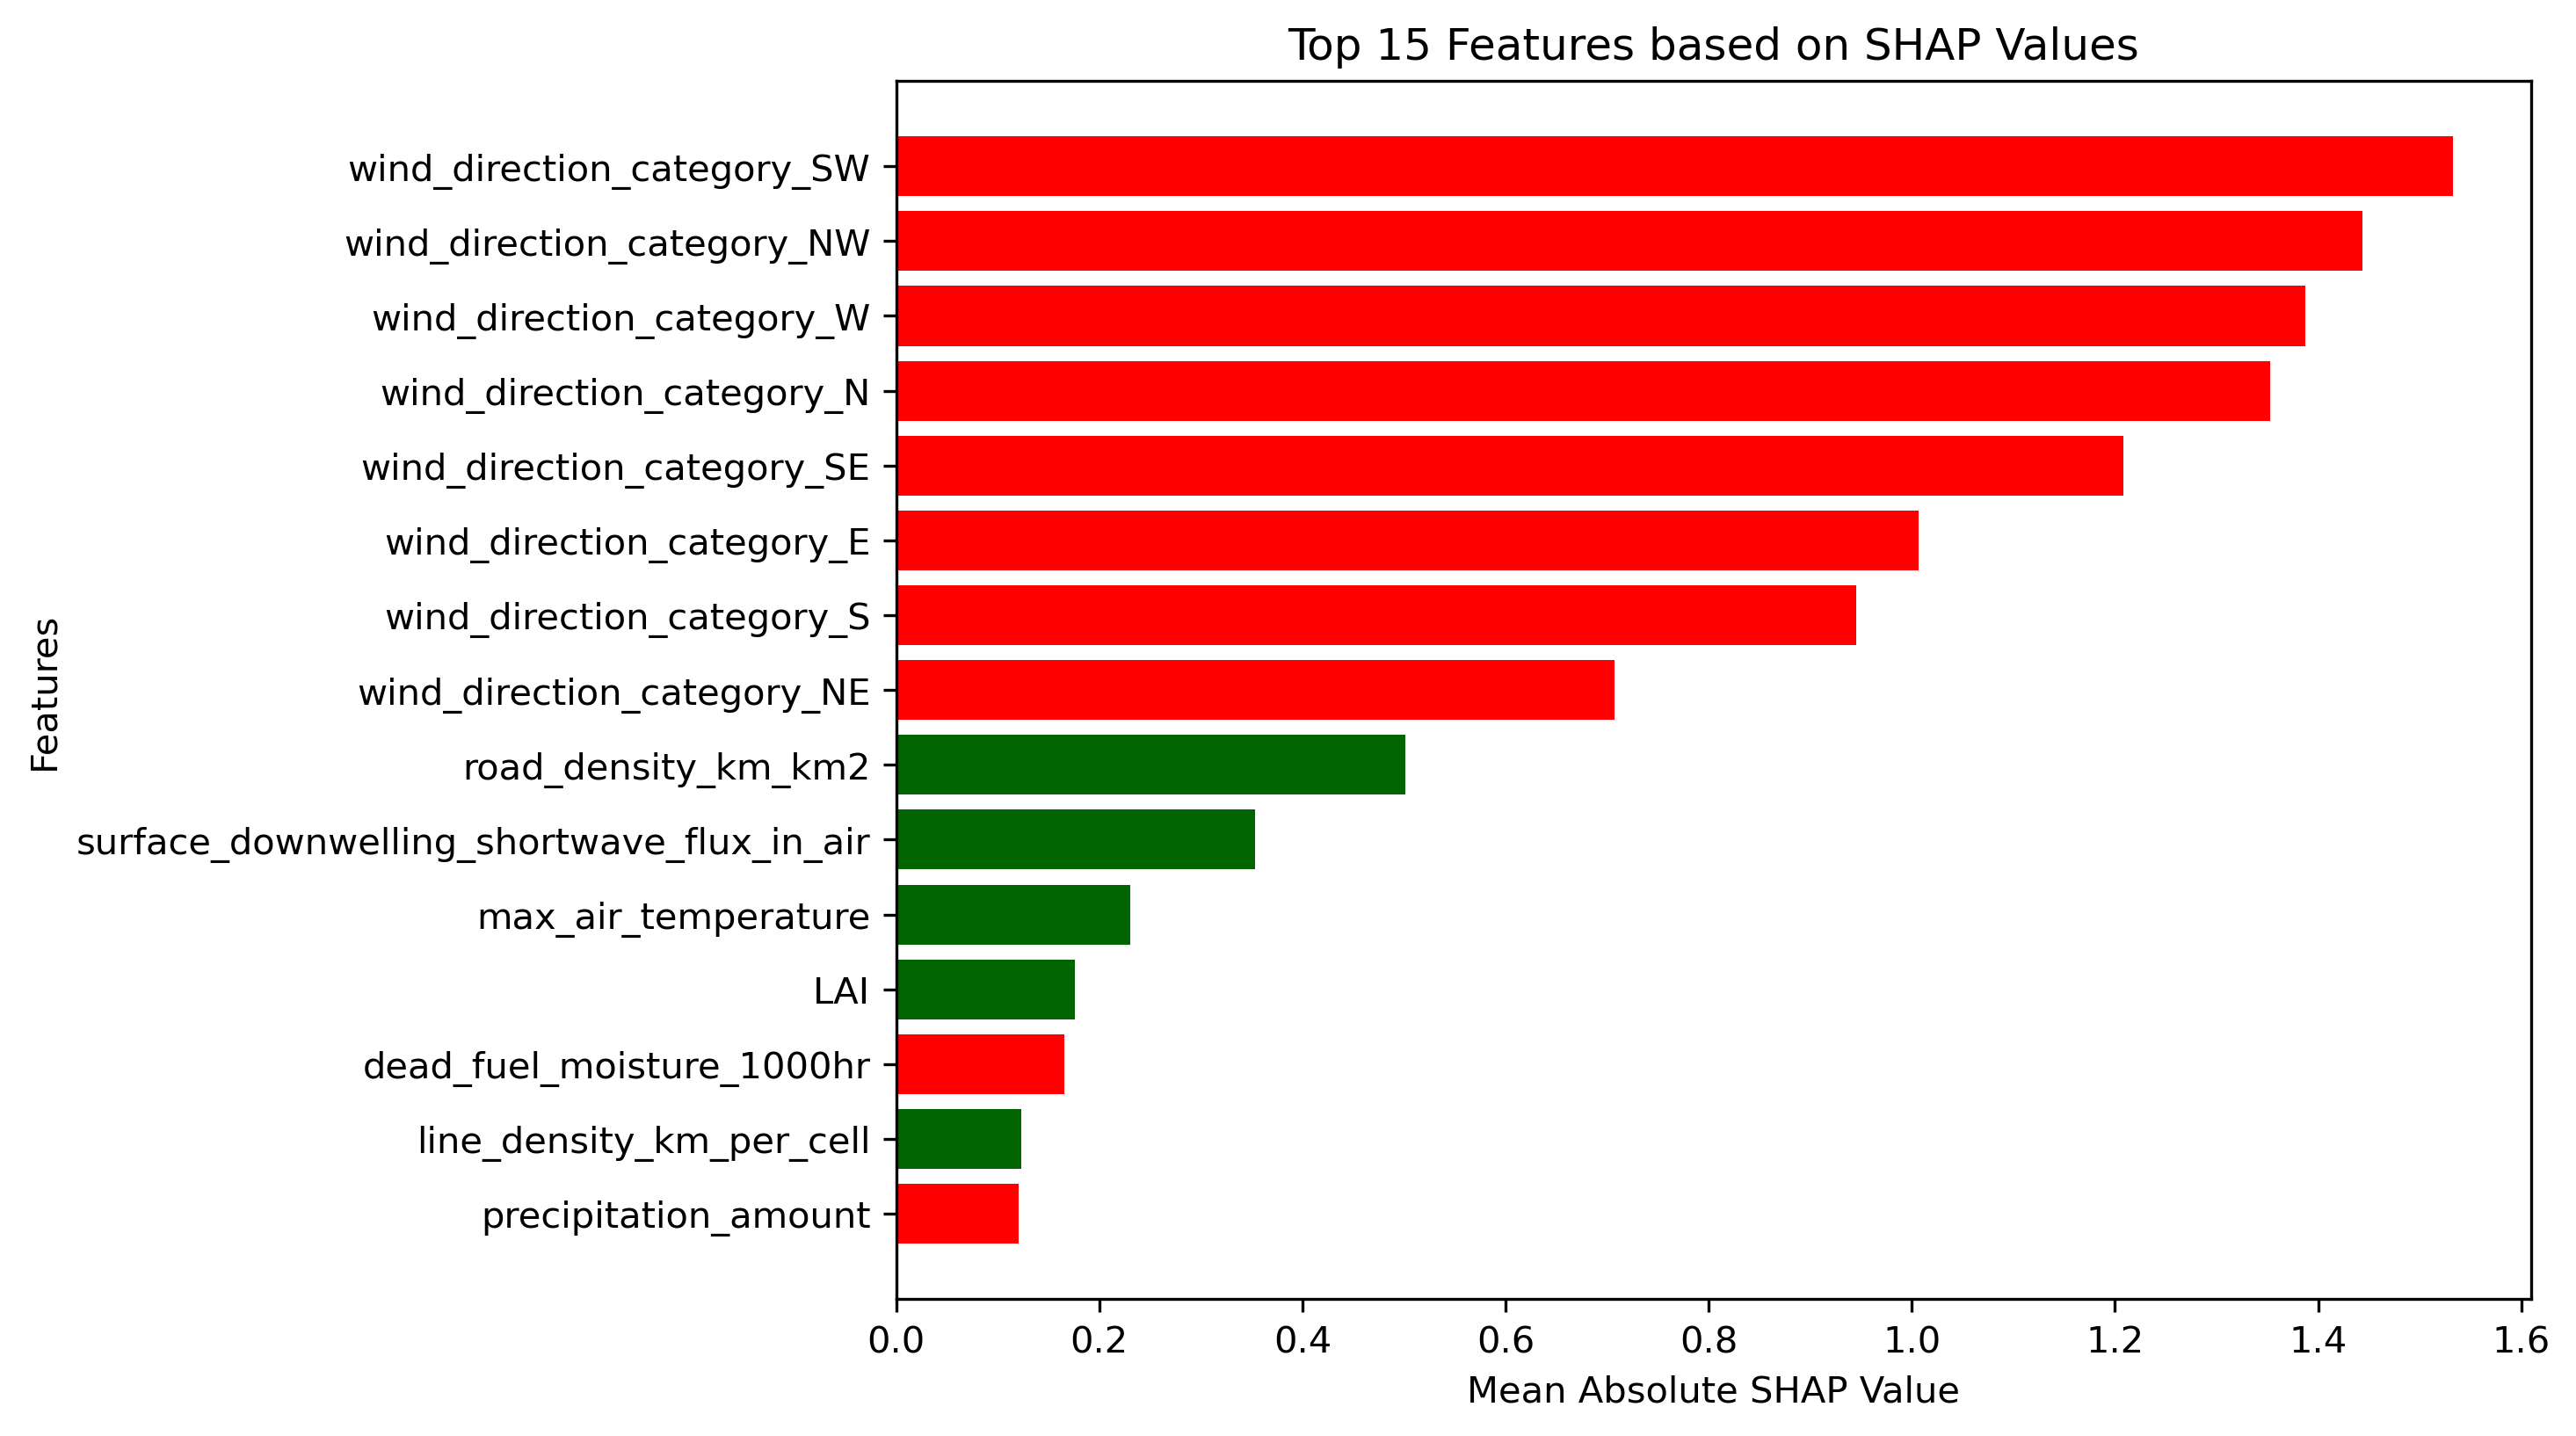 Top 15 Features based on SHAP Values
Features
wind_direction_category_SW
wind_direction_category_NW
wind_direction_category_W
wind_direction_category_N
wind_direction_category_SE
wind_direction_category_E
wind_direction_category_S
wind_direction_category_NE
road_density_km_km2
surface_downwelling_shortwave_flux_in_air
max_air_temperature
LAI
dead_fuel_moisture_1000hr
line_density_km_per_cell
precipitation_amount
0.0 0.2 0.4 0.6 0.8 1.0 1.2 1.4 1.6
Mean Absolute SHAP Value